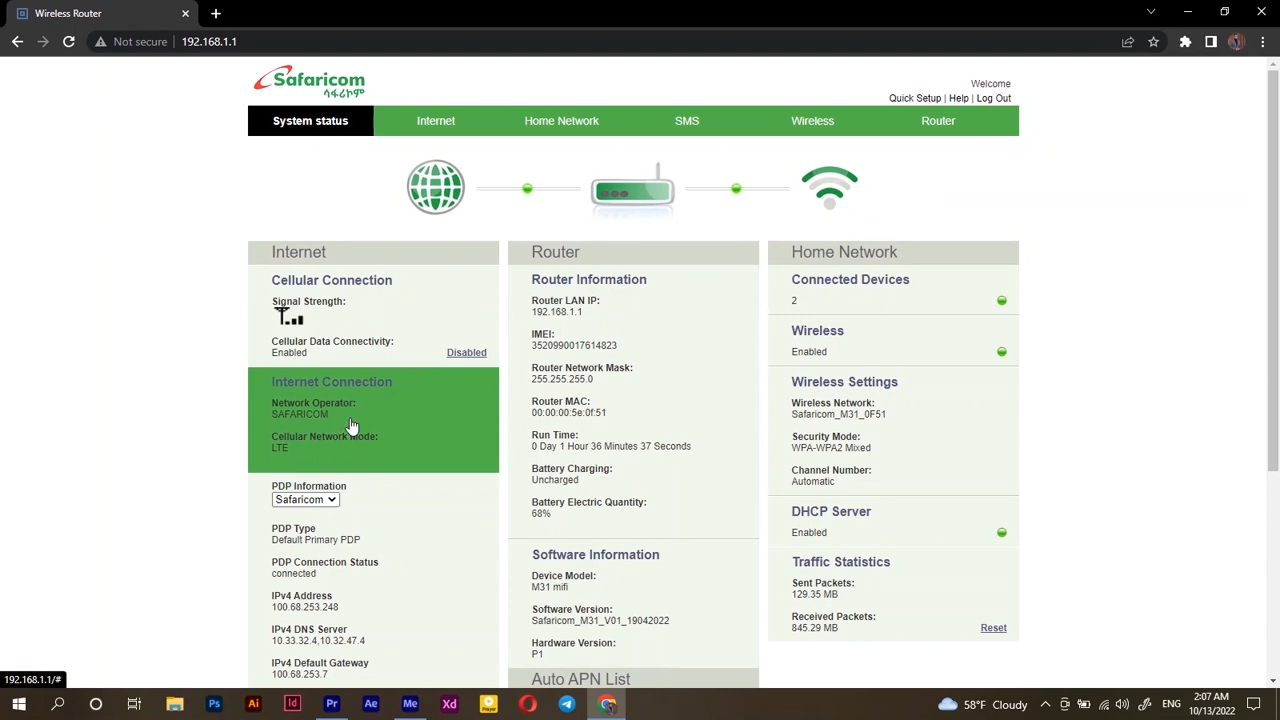 Wireless Router
Not secure
192.168.1.1
Safaricom
ሳፋሪኮም
Welcome
Quick Setup | Help | Log Out
System status
Internet
Home Network
SMS
Wireless
Router
Internet
Cellular Connection
Signal Strength:
Cellular Data Connectivity:
Enabled
Disabled
Internet Connection
Network Operator:
SAFARICOM
Cellular Network Mode:
LTE
PDP Information
Safaricom
PDP Type
Default Primary PDP
PDP Connection Status
connected
IPv4 Address
100.68.253.248
IPv4 DNS Server
10.33.32.4,10.32.47.4
IPv4 Default Gateway
100.68.253.7
Router
Router Information
Router LAN IP:
192.168.1.1
IMEI:
3520990017614823
Router Network Mask:
255.255.255.0
Router MAC:
00:00:00:5e:0f:51
Run Time:
0 Day 1 Hour 36 Minutes 37 Seconds
Battery Charging:
Uncharged
Battery Electric Quantity:
68%
Software Information
Device Model:
M31 mifi
Software Version:
Safaricom_M31_V01_19042022
Hardware Version:
P1
Auto APN List
Home Network
Connected Devices
2
Wireless
Enabled
Wireless Settings
Wireless Network:
Safaricom_M31_0F51
Security Mode:
WPA-WPA2 Mixed
Channel Number:
Automatic
DHCP Server
Enabled
Traffic Statistics
Sent Packets:
129.35 MB
Received Packets:
845.29 MB
Reset
192.168.1.1/#
Ps
Ai
Id
Pr
Ae
Me
Xd
Player
58°F Cloudy
ENG
2:07 AM
10/13/2022